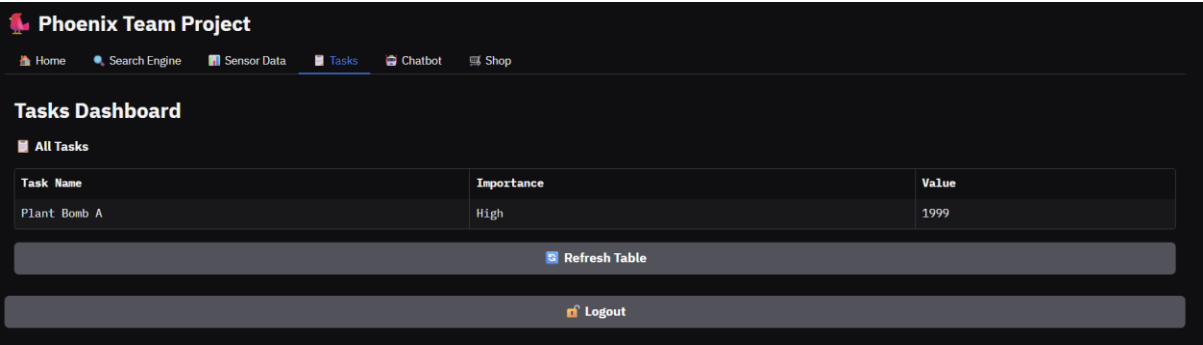 Phoenix Team Project
Home Search Engine Sensor Data Tasks Chatbot Shop
Tasks Dashboard
All Tasks
Task Name Importance Value
Plant Bomb A High 1999
Refresh Table
Logout